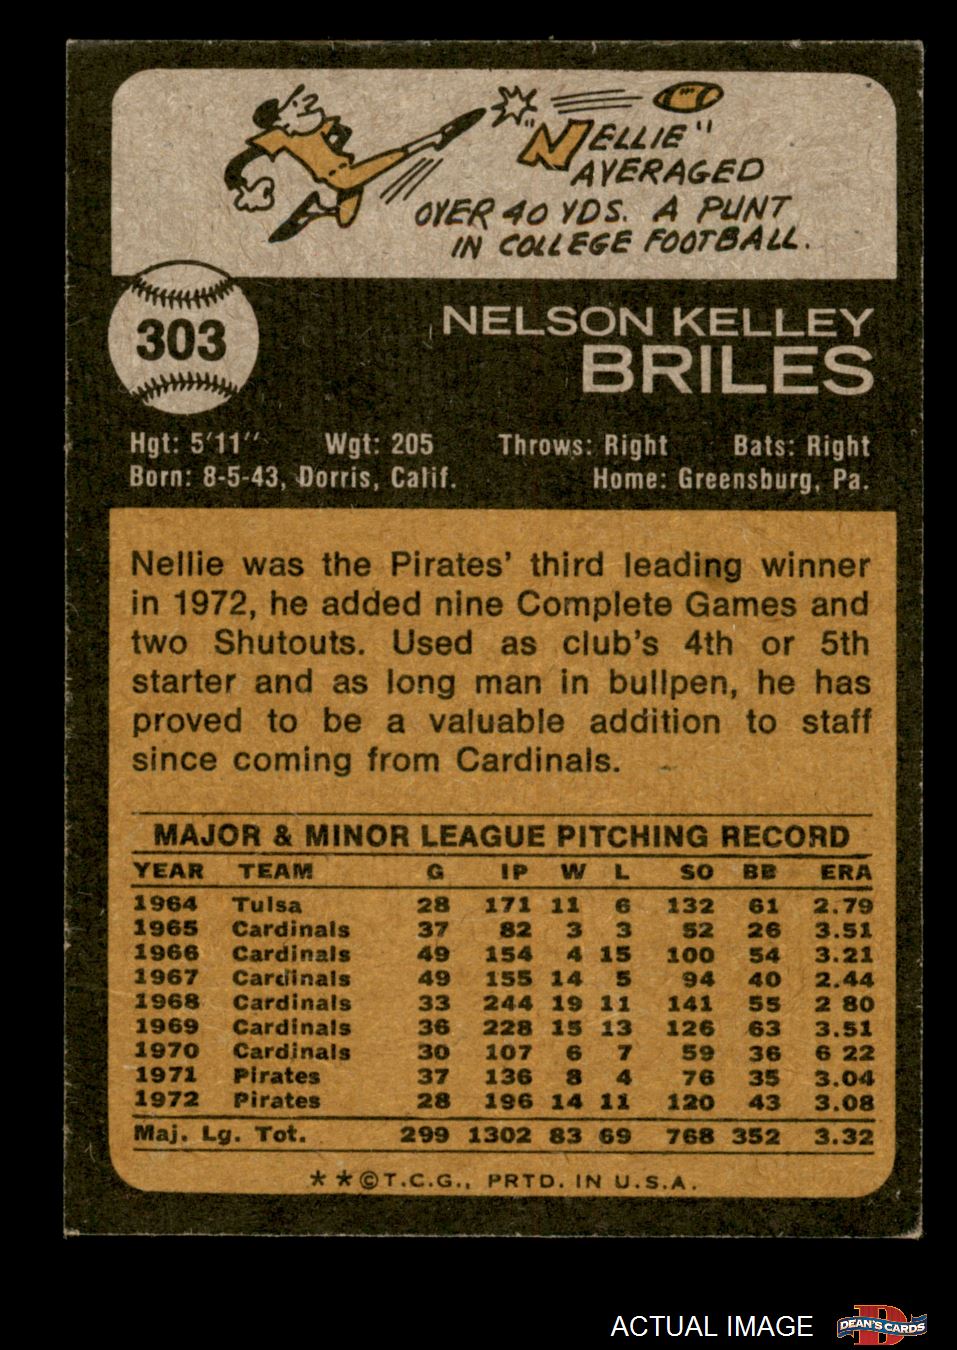 "NELLIE"
AVERAGED
OVER 40 YDS. A PUNT
IN COLLEGE FOOTBALL.
303
NELSON KELLEY
BRILES
Hgt: 5'11" Wgt: 205 Throws: Right Bats: Right
Born: 8-5-43, Dorris, Calif. Home: Greensburg, Pa.
Nellie was the Pirates' third leading winner
in 1972, he added nine Complete Games and
two Shutouts. Used as club's 4th or 5th
starter and as long man in bullpen, he has
proved to be a valuable addition to staff
since coming from Cardinals.
MAJOR & MINOR LEAGUE PITCHING RECORD
YEAR TEAM G IP W L SO BB ERA
1964 Tulsa 28 171 11 6 132 61 2.79
1965 Cardinals 37 82 3 3 52 26 3.51
1966 Cardinals 49 154 4 15 100 54 3.21
1967 Cardinals 49 155 14 5 94 40 2.44
1968 Cardinals 33 244 19 11 141 55 2 80
1969 Cardinals 36 228 15 13 126 63 3.51
1970 Cardinals 30 107 6 7 59 36 6 22
1971 Pirates 37 136 8 4 76 35 3.04
1972 Pirates 28 196 14 11 120 43 3.08
Maj. Lg. Tot. 299 1302 83 69 768 352 3.32
**©T.C.G., PRTD. IN U.S.A.
ACTUAL IMAGE DEAN'S CARDS